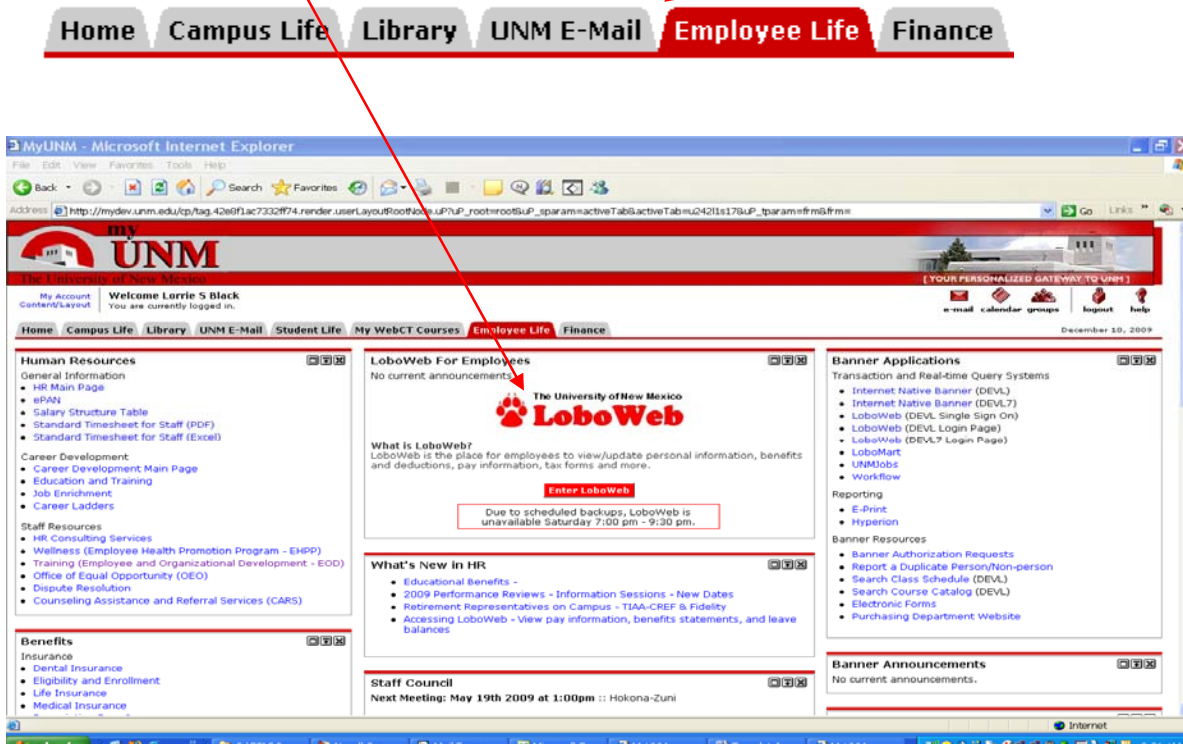 Home Campus Life Library UNM E-Mail Employee Life Finance
MyUNM - Microsoft Internet Explorer
File Edit View Favorites Tools Help
Back Search Favorites
Address http://mydev.unm.edu/cp/tag.42e8f1ac7332ff74.render.userLayoutRootNode.uP?uP_root=root&uP_sparam=activeTab&activeTab=u242l1s17&uP_tparam=frm&frm= Go Links »
my
UNM
The University of New Mexico
[ YOUR PERSONALIZED GATEWAY TO UNM ]
My Account
Content/Layout
Welcome Lorrie S Black
You are currently logged in.
e-mail calendar groups logout help
Home Campus Life Library UNM E-Mail Student Life My WebCT Courses Employee Life Finance
December 10, 2009
Human Resources
General Information
• HR Main Page
• ePAN
• Salary Structure Table
• Standard Timesheet for Staff (PDF)
• Standard Timesheet for Staff (Excel)
Career Development
• Career Development Main Page
• Education and Training
• Job Enrichment
• Career Ladders
Staff Resources
• HR Consulting Services
• Wellness (Employee Health Promotion Program - EHPP)
• Training (Employee and Organizational Development - EOD)
• Office of Equal Opportunity (OEO)
• Dispute Resolution
• Counseling Assistance and Referral Services (CARS)
Benefits
Insurance
• Dental Insurance
• Eligibility and Enrollment
• Life Insurance
• Medical Insurance
LoboWeb For Employees
No current announcements.
The University of New Mexico
LoboWeb
What is LoboWeb?
LoboWeb is the place for employees to view/update personal information, benefits
and deductions, pay information, tax forms and more.
Enter LoboWeb
Due to scheduled backups, LoboWeb is
unavailable Saturday 7:00 pm - 9:30 pm.
What's New in HR
• Educational Benefits -
• 2009 Performance Reviews - Information Sessions - New Dates
• Retirement Representatives on Campus - TIAA-CREF & Fidelity
• Accessing LoboWeb - View pay information, benefits statements, and leave
balances
Staff Council
Next Meeting: May 19th 2009 at 1:00pm :: Hokona-Zuni
Banner Applications
Transaction and Real-time Query Systems
• Internet Native Banner (DEVL)
• Internet Native Banner (DEVL7)
• LoboWeb (DEVL Single Sign On)
• LoboWeb (DEVL Login Page)
• LoboWeb (DEVL7 Login Page)
• LoboMart
• UNMJobs
• Workflow
Reporting
• E-Print
• Hyperion
Banner Resources
• Banner Authorization Requests
• Report a Duplicate Person/Non-person
• Search Class Schedule (DEVL)
• Search Course Catalog (DEVL)
• Electronic Forms
• Purchasing Department Website
Banner Announcements
No current announcements.
Internet